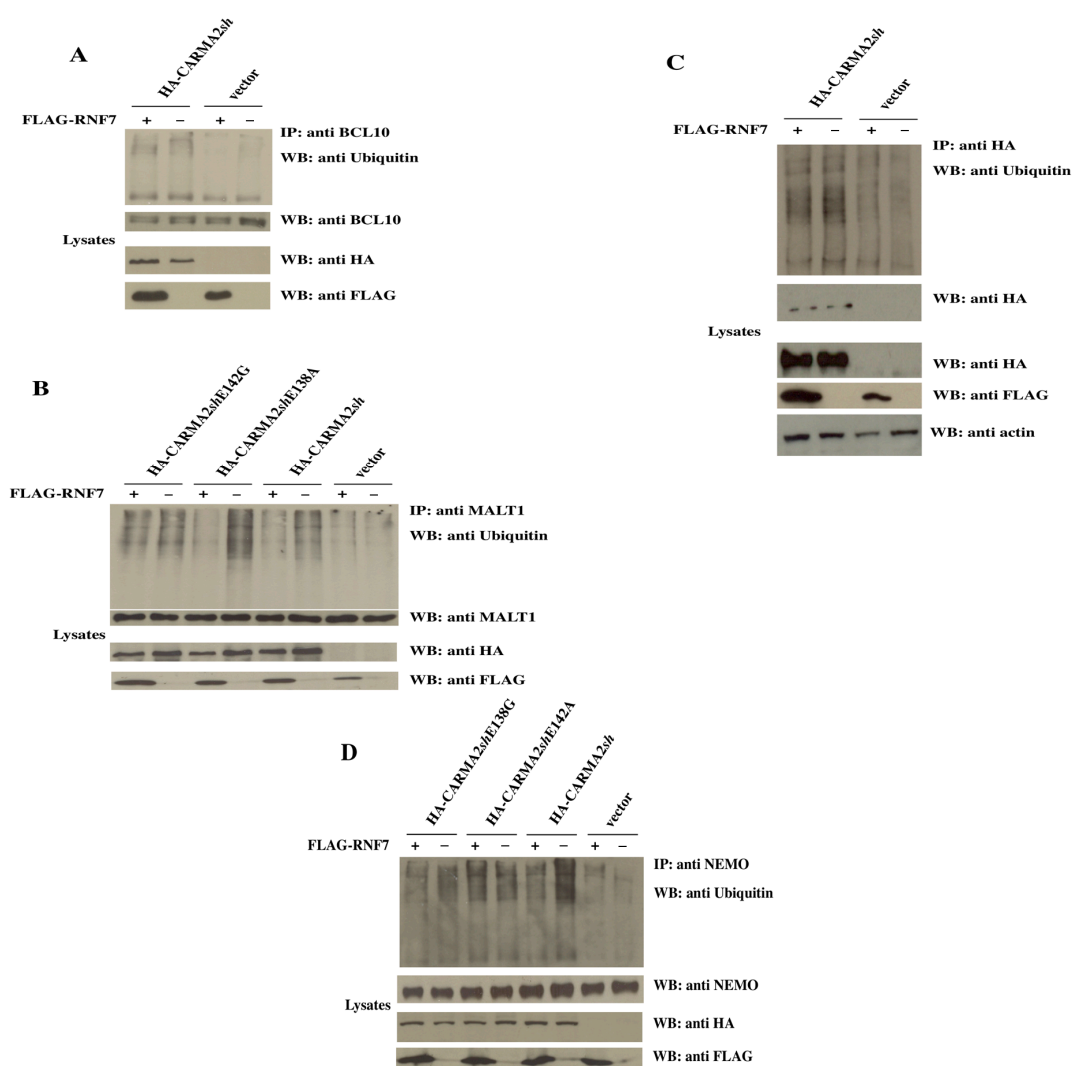 A
HA-CARMA2sh
vector
FLAG-RNF7
+ − + −
IP: anti BCL10
WB: anti Ubiquitin
WB: anti BCL10
Lysates
WB: anti HA
WB: anti FLAG
C
HA-CARMA2sh
vector
FLAG-RNF7
+ − + −
IP: anti HA
WB: anti Ubiquitin
WB: anti HA
Lysates
WB: anti HA
WB: anti FLAG
WB: anti actin
B
HA-CARMA2shE142G
HA-CARMA2shE138A
HA-CARMA2sh
vector
FLAG-RNF7
+ − + − + − + −
IP: anti MALT1
WB: anti Ubiquitin
WB: anti MALT1
Lysates
WB: anti HA
WB: anti FLAG
D
HA-CARMA2shE138G
HA-CARMA2shE142A
HA-CARMA2sh
vector
FLAG-RNF7
+ − + − + − + −
IP: anti NEMO
WB: anti Ubiquitin
WB: anti NEMO
Lysates
WB: anti HA
WB: anti FLAG